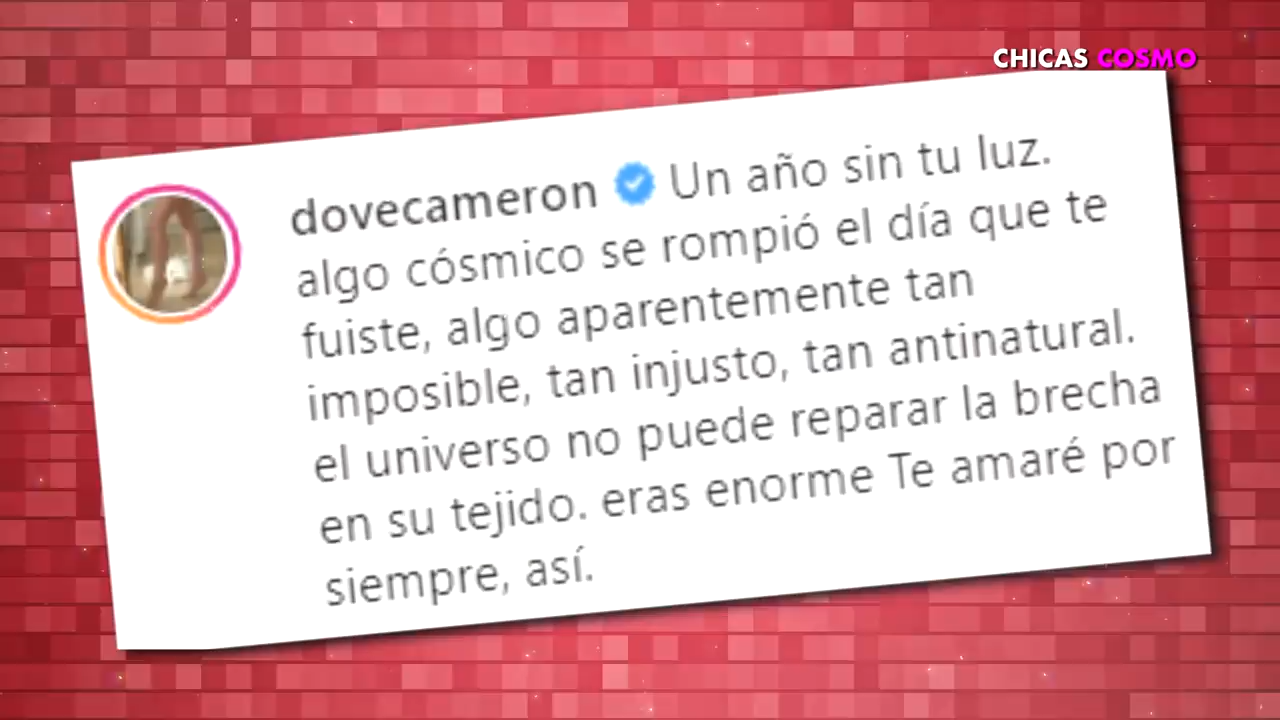 CHICAS COSMO
dovecameron Un año sin tu luz.
algo cósmico se rompió el día que te
fuiste, algo aparentemente tan
imposible, tan injusto, tan antinatural.
el universo no puede reparar la brecha
en su tejido. eras enorme Te amaré por
siempre, así.